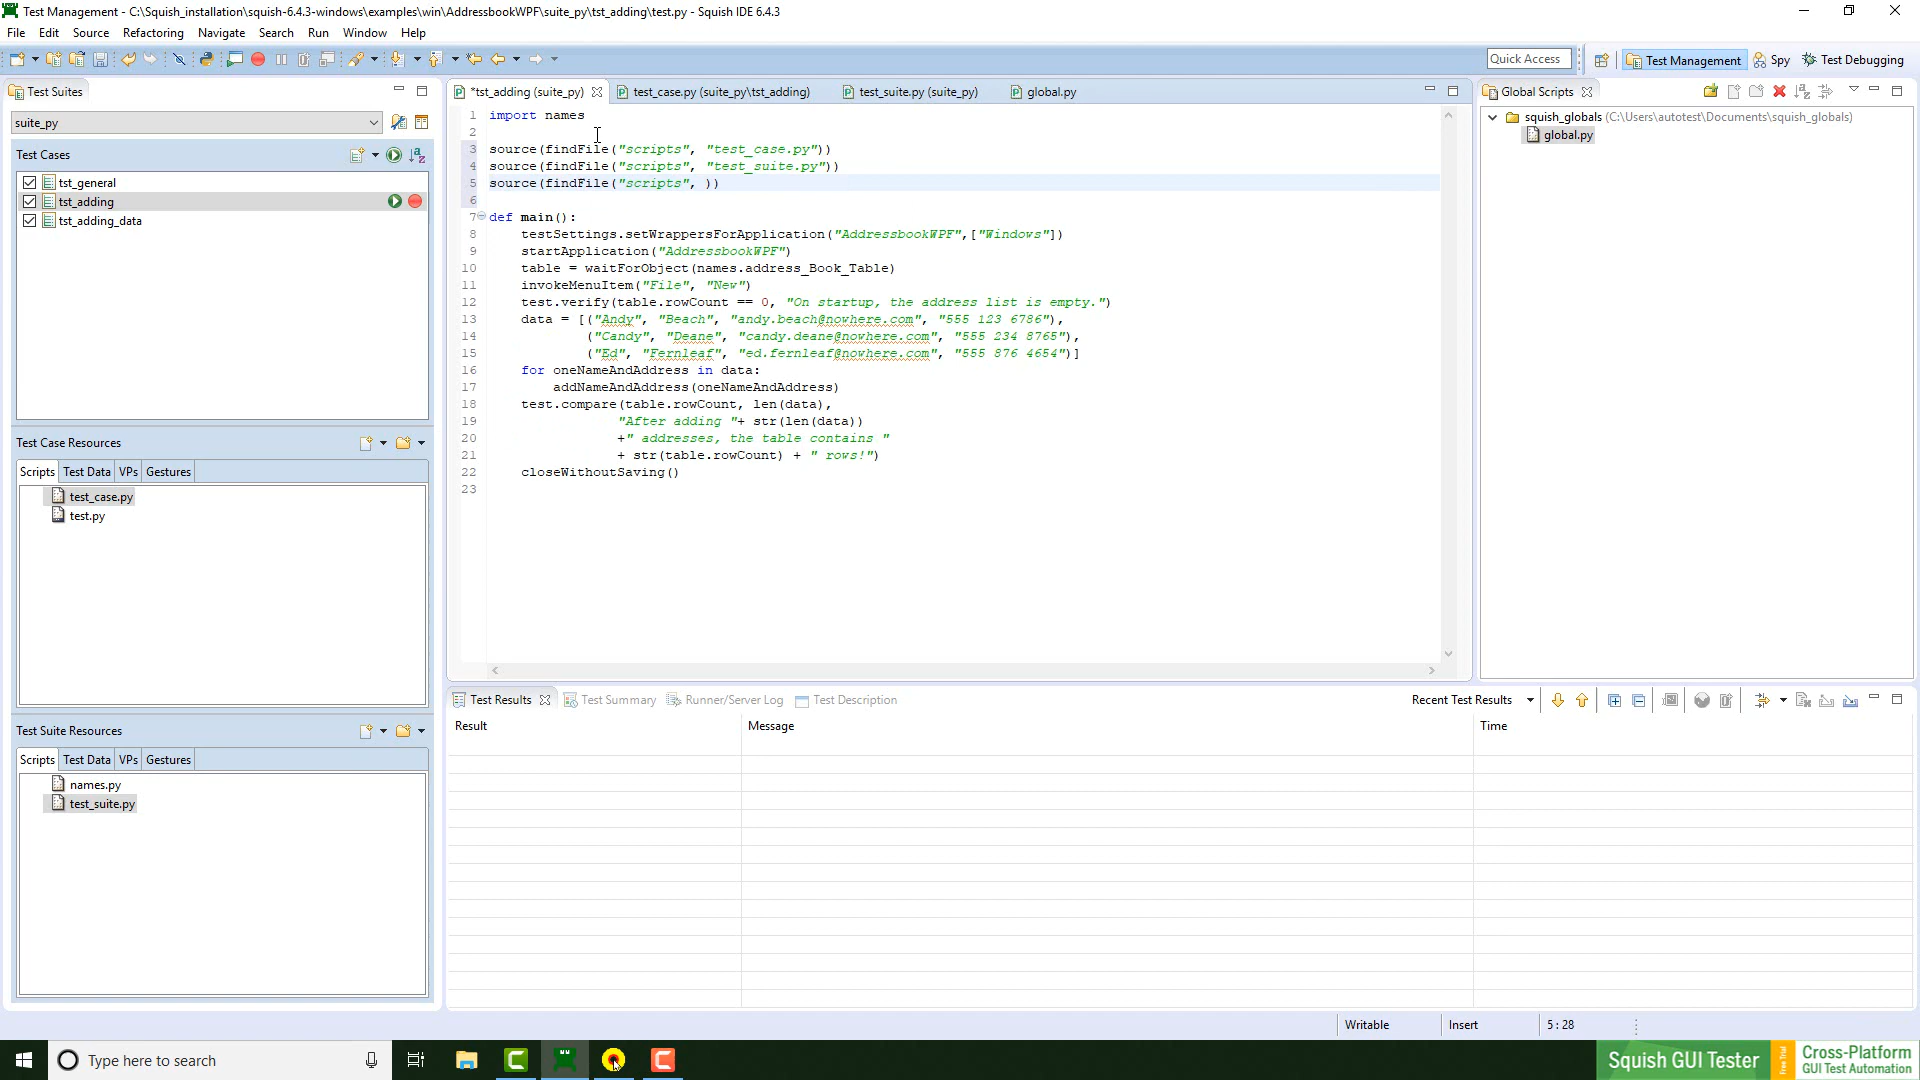 Test Management - C:\Squish_installation\squish-6.4.3-windows\examples\win\AddressbookWPF\suite_py\tst_adding\test.py - Squish IDE 6.4.3
File Edit Source Refactoring Navigate Search Run Window Help
Quick Access Test Management Spy Test Debugging
Test Suites
suite_py
Test Cases
tst_general
tst_adding
tst_adding_data
Test Case Resources
Scripts Test Data VPs Gestures
test_case.py
test.py
Test Suite Resources
Scripts Test Data VPs Gestures
names.py
test_suite.py
*tst_adding (suite_py) test_case.py (suite_py\tst_adding) test_suite.py (suite_py) global.py
1 import names
2
3 source(findFile("scripts", "test_case.py"))
4 source(findFile("scripts", "test_suite.py"))
5 source(findFile("scripts", ))
6
7 def main():
8 testSettings.setWrappersForApplication("AddressbookWPF",["Windows"])
9 startApplication("AddressbookWPF")
10 table = waitForObject(names.address_Book_Table)
11 invokeMenuItem("File", "New")
12 test.verify(table.rowCount == 0, "On startup, the address list is empty.")
13 data = [("Andy", "Beach", "andy.beach@nowhere.com", "555 123 6786"),
14 ("Candy", "Deane", "candy.deane@nowhere.com", "555 234 8765"),
15 ("Ed", "Fernleaf", "ed.fernleaf@nowhere.com", "555 876 4654")]
16 for oneNameAndAddress in data:
17 addNameAndAddress(oneNameAndAddress)
18 test.compare(table.rowCount, len(data),
19 "After adding "+ str(len(data))
20 +" addresses, the table contains "
21 + str(table.rowCount) + " rows!")
22 closeWithoutSaving()
23
Global Scripts
squish_globals (C:\Users\autotest\Documents\squish_globals)
global.py
Test Results Test Summary Runner/Server Log Test Description Recent Test Results
Result Message Time
Writable Insert 5 : 28
Type here to search
Squish GUI Tester
Free Trial
Cross-Platform
GUI Test Automation